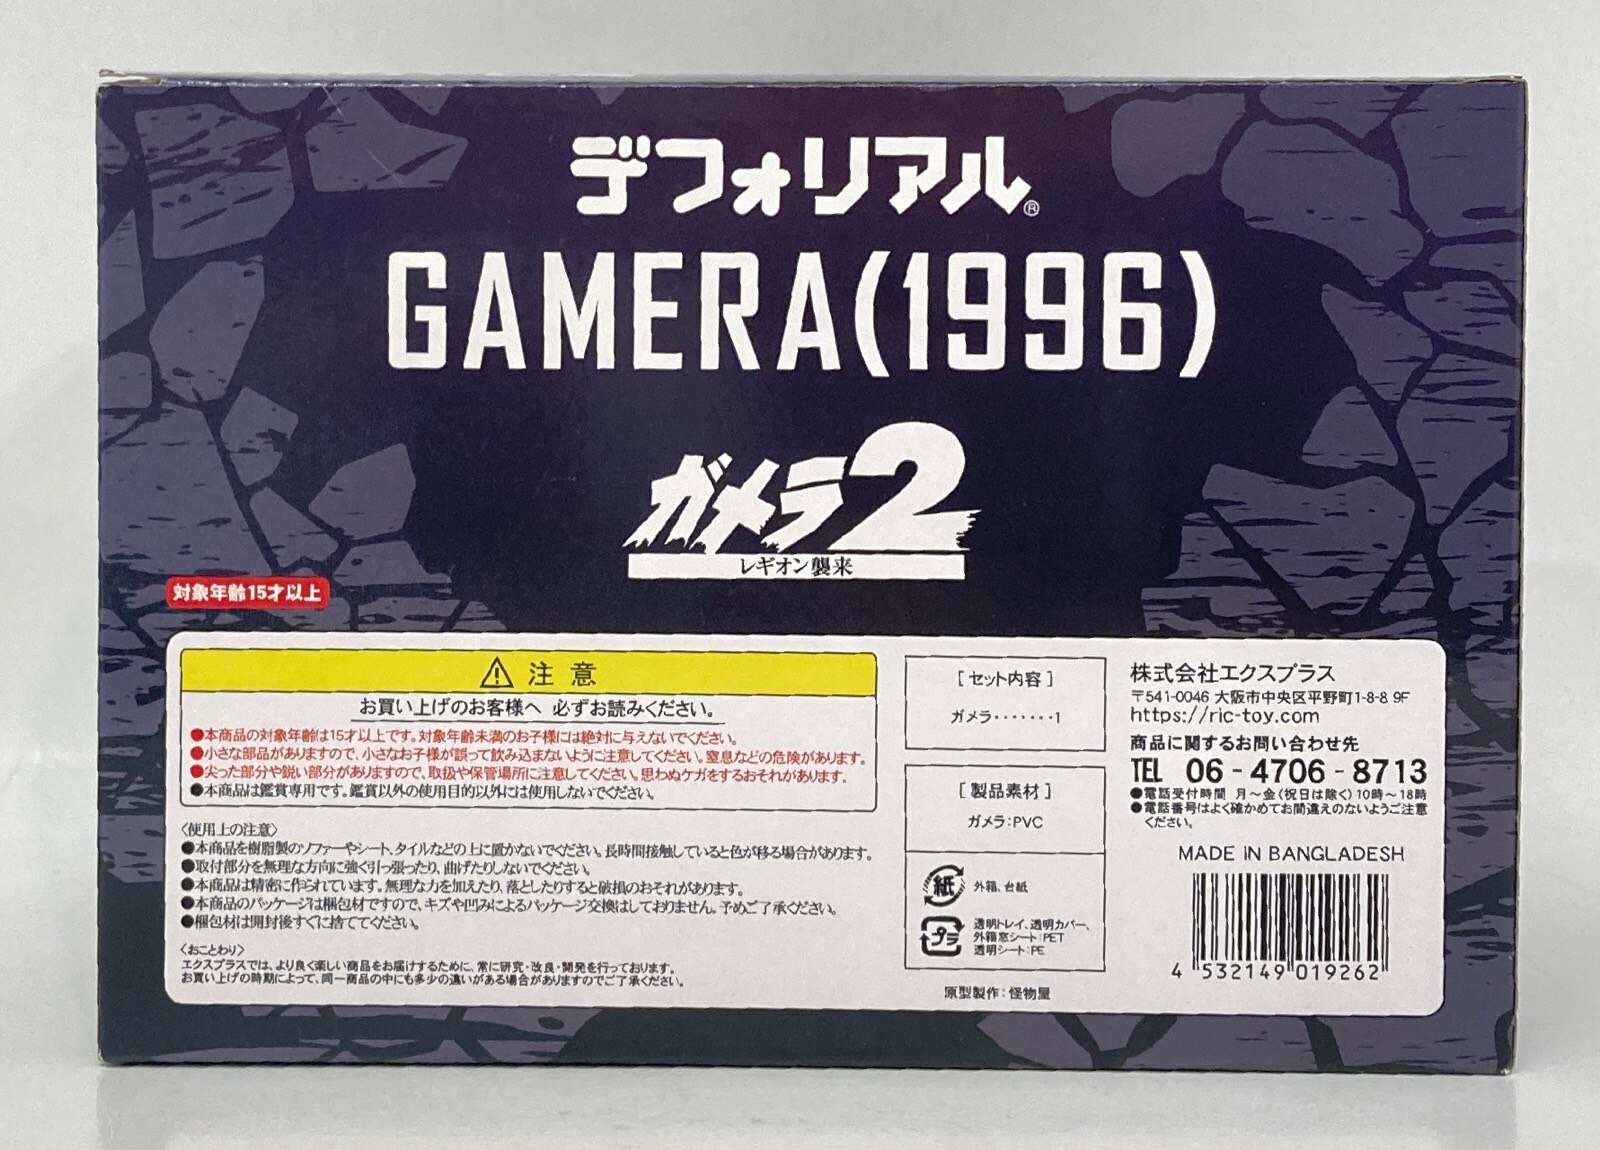 デフォリアル®
GAMERA(1996)
ガメラ2
レギオン襲来
対象年齢15才以上
⚠ 注 意
お買い上げのお客様へ 必ずお読みください。
●本商品の対象年齢は15才以上です。対象年齢未満のお子様には絶対に与えないでください。
●小さな部品がありますので、小さなお子様が誤って飲み込まないように注意してください。窒息などの危険があります。
●尖った部分や鋭い部分がありますので、取扱や保管場所に注意してください。思わぬケガをするおそれがあります。
●本商品は鑑賞専用です。鑑賞以外の使用目的以外には使用しないでください。
〈使用上の注意〉
●本商品を樹脂製のソファーやシート、タイルなどの上に置かないでください。長時間接触していると色が移る場合があります。
●取付部分を無理な方向に強く引っ張ったり、曲げたりしないでください。
●本商品は精密に作られています。無理な力を加えたり、落としたりすると破損のおそれがあります。
●本商品のパッケージは梱包材ですので、キズや凹みによるパッケージ交換はしておりません。予めご了承ください。
●梱包材は開封後すぐに捨ててください。
〈おことわり〉
エクスプラスでは、より良く楽しい商品をお届けするために、常に研究・改良・開発を行っております。
お買い上げの時期によって、同一商品の中にも多少の違いがある場合がありますのでご了承ください。
［セット内容］
ガメラ・・・・・・・1
［製品素材］
ガメラ：PVC
紙 外箱、台紙
プラ 透明トレイ、透明カバー、
外箱窓シート：PET
透明シート：PE
原型製作：怪物屋
株式会社エクスプラス
〒541-0046 大阪市中央区平野町1-8-8 9F
https://ric-toy.com
商品に関するお問い合わせ先
TEL 06-4706-8713
●電話受付時間 月～金(祝日は除く)10時～18時
●電話番号はよく確かめてお間違えのないようご注意
ください。
MADE IN BANGLADESH
4 532149 019262